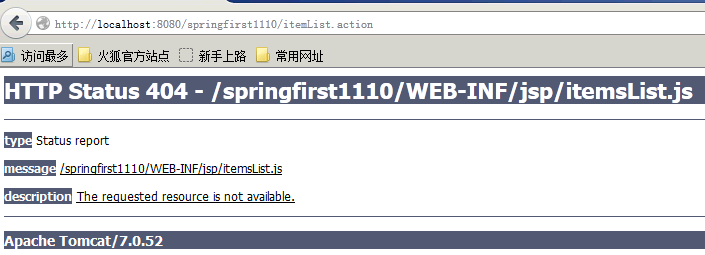 http://localhost:8080/springfirst1110/itemList.action
访问最多 火狐官方站点 新手上路 常用网址
HTTP Status 404 - /springfirst1110/WEB-INF/jsp/itemsList.js
type Status report
message /springfirst1110/WEB-INF/jsp/itemsList.js
description The requested resource is not available.
Apache Tomcat/7.0.52